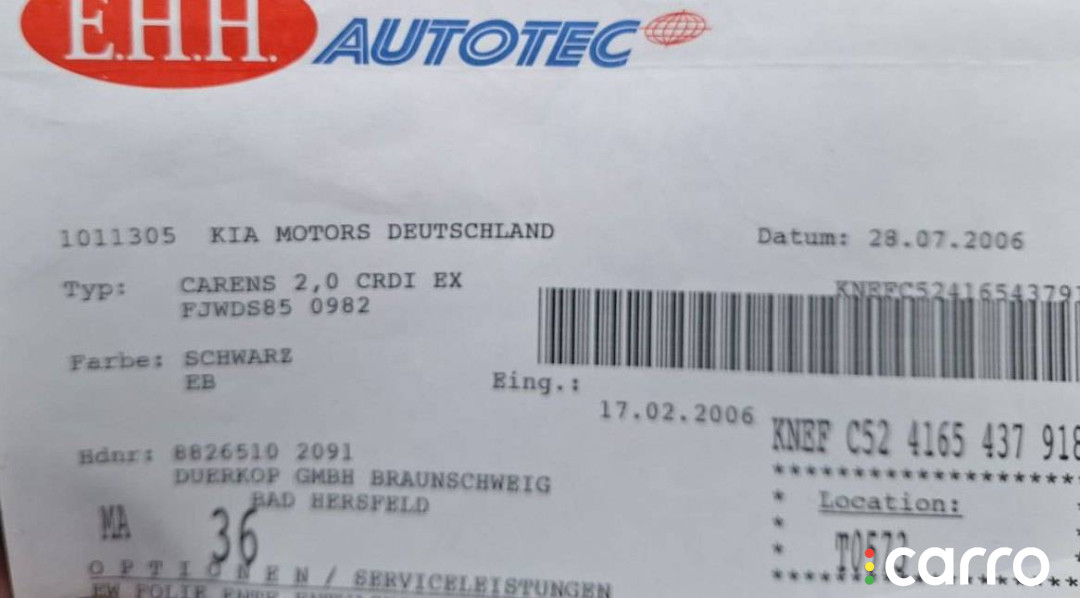 E.H.H. AUTOTEC
1011305 KIA MOTORS DEUTSCHLAND
Datum: 28.07.2006
Typ: CARENS 2,0 CRDI EX
FJWDS85 0982
KNEFC52416543791
Farbe: SCHWARZ
EB
Eing.:
17.02.2006
KNEF C52 4165 437 918
Hdnr: 8826510 2091
DUERKOP GMBH BRAUNSCHWEIG
BAD HERSFELD
Location:
MA 36
OPTIONEN / SERVICELEISTUNGEN
carro